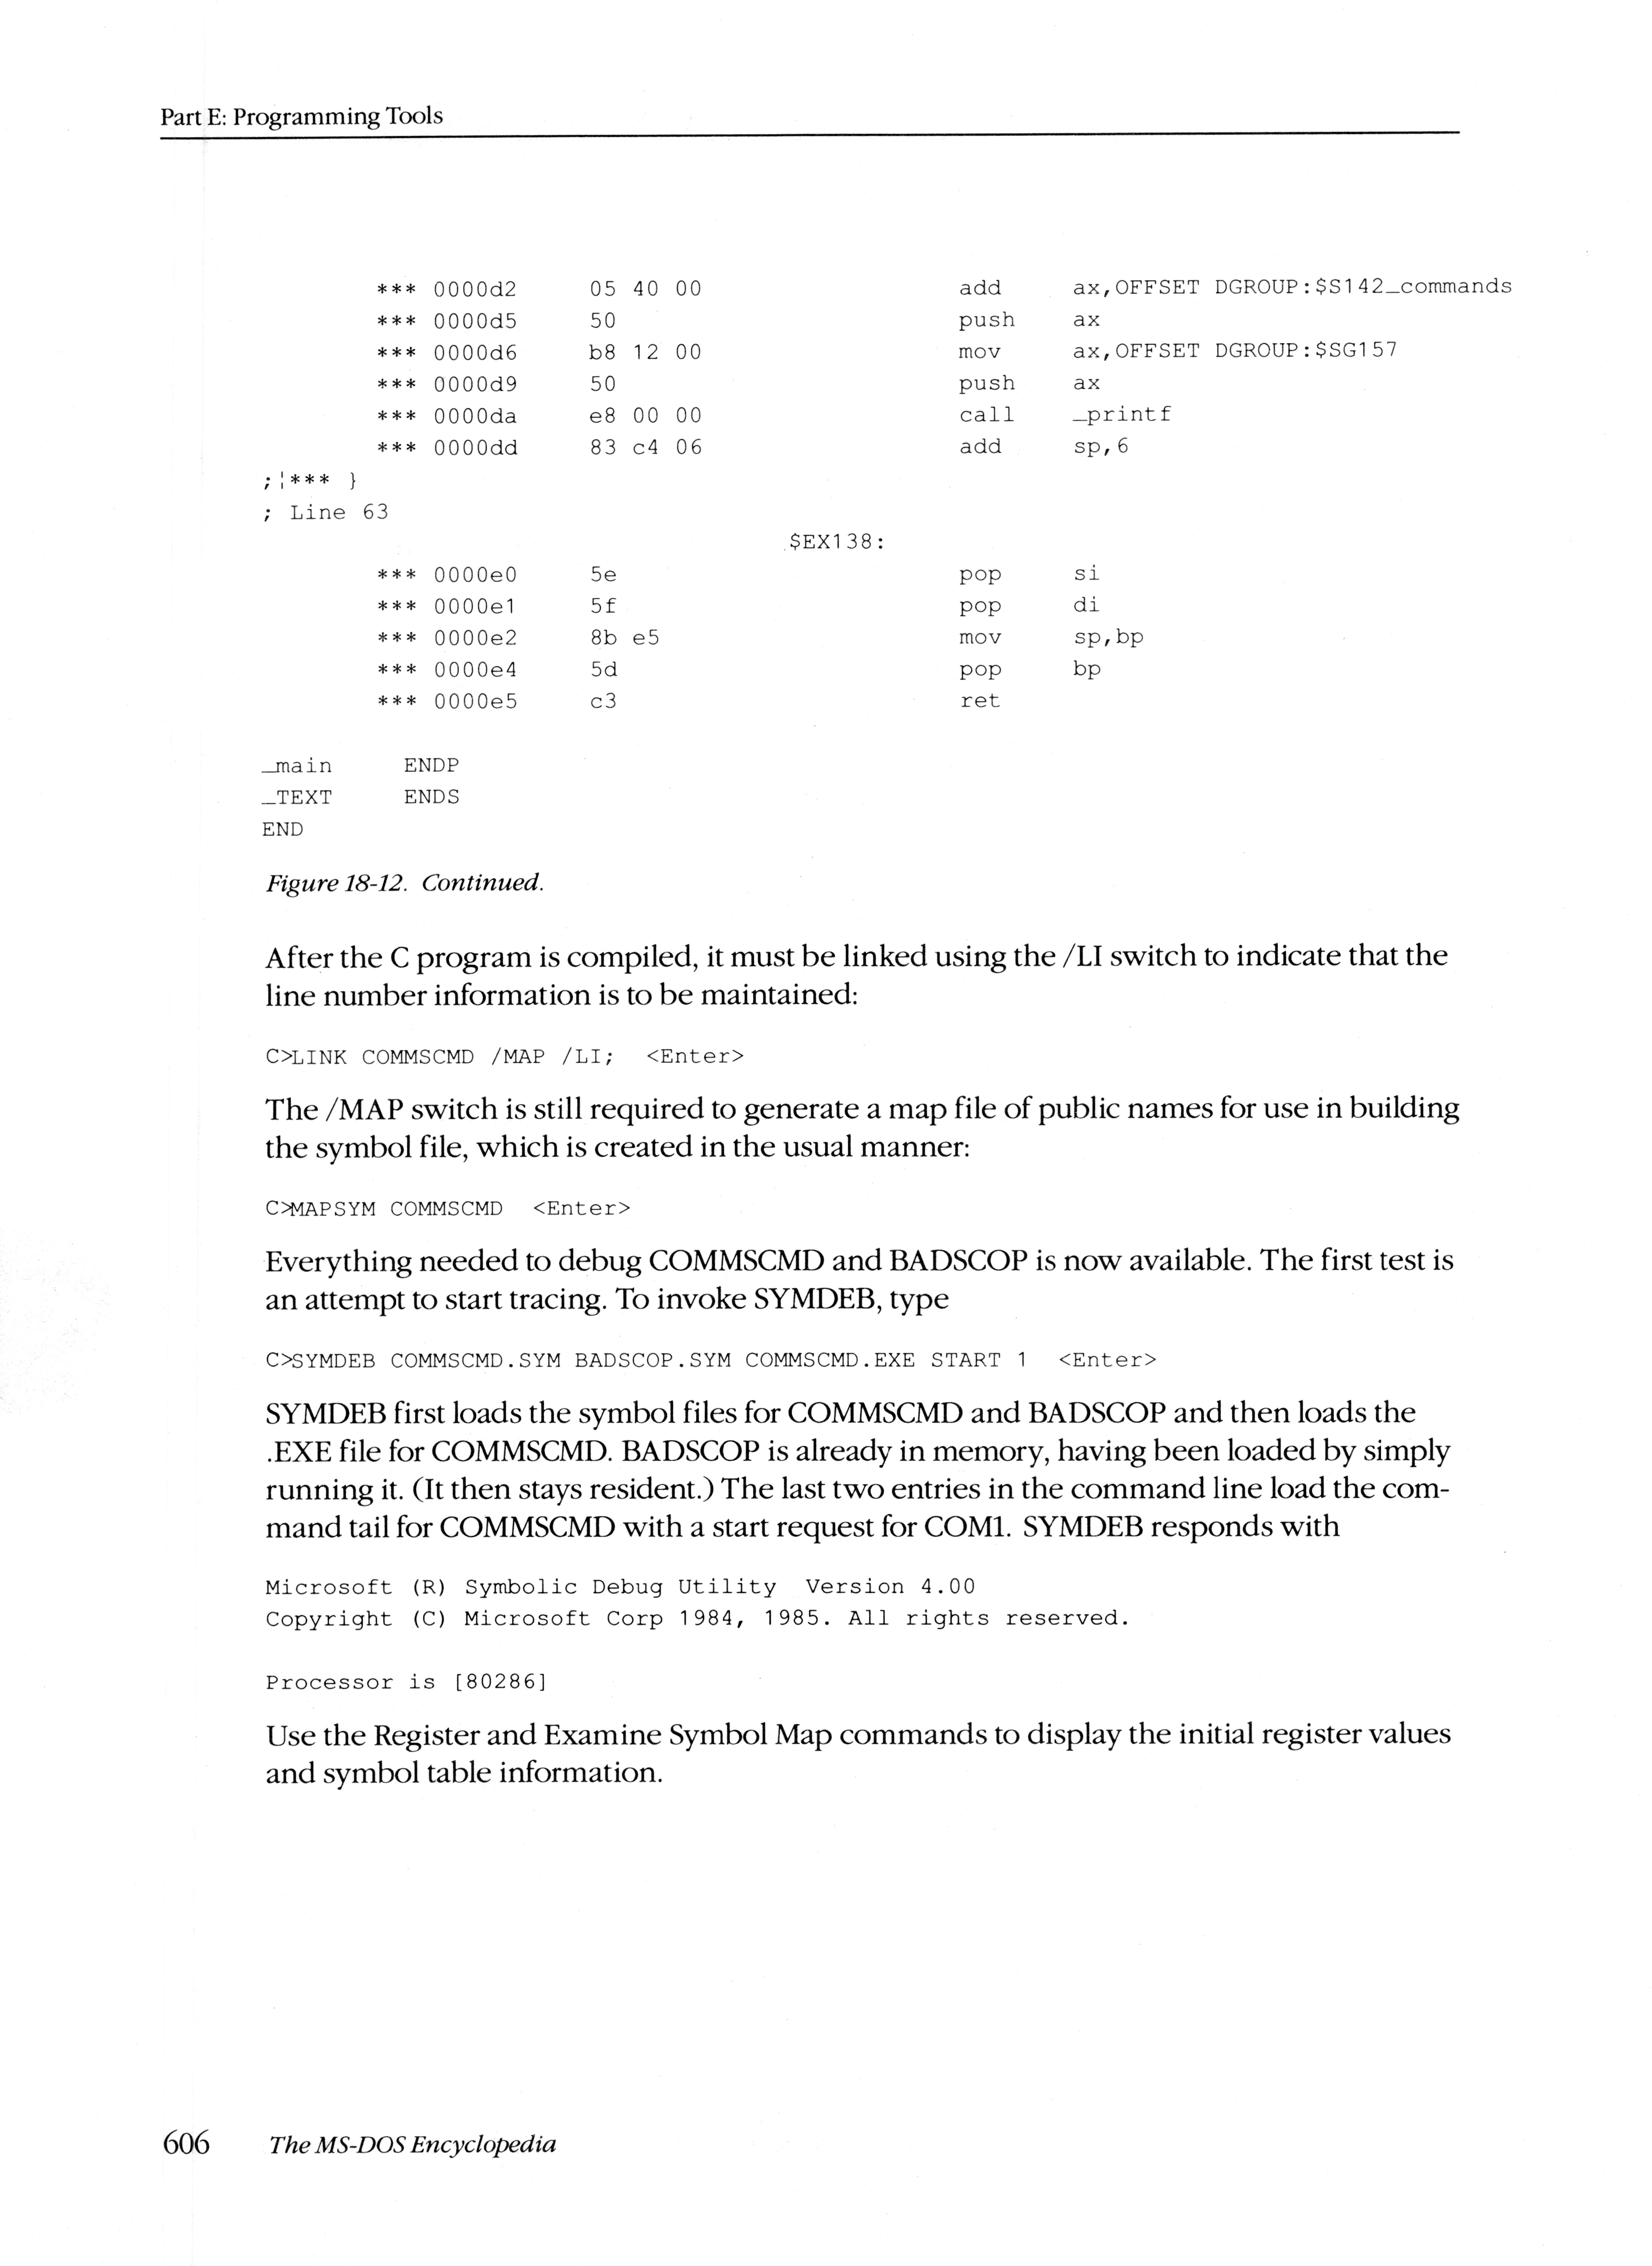 Part E: Programming Tools
*** 0000d2 05 40 00 add ax,OFFSET DGROUP:$S142_commands
*** 0000d5 50 push ax
*** 0000d6 b8 12 00 mov ax,OFFSET DGROUP:$SG157
*** 0000d9 50 push ax
*** 0000da e8 00 00 call _printf
*** 0000dd 83 c4 06 add sp,6
;¦*** }
; Line 63
$EX138:
*** 0000e0 5e pop si
*** 0000e1 5f pop di
*** 0000e2 8b e5 mov sp,bp
*** 0000e4 5d pop bp
*** 0000e5 c3 ret
_main ENDP
_TEXT ENDS
END
Figure 18-12. Continued.
After the C program is compiled, it must be linked using the /LI switch to indicate that the
line number information is to be maintained:
C>LINK COMMSCMD /MAP /LI; <Enter>
The /MAP switch is still required to generate a map file of public names for use in building
the symbol file, which is created in the usual manner:
C>MAPSYM COMMSCMD <Enter>
Everything needed to debug COMMSCMD and BADSCOP is now available. The first test is
an attempt to start tracing. To invoke SYMDEB, type
C>SYMDEB COMMSCMD.SYM BADSCOP.SYM COMMSCMD.EXE START 1 <Enter>
SYMDEB first loads the symbol files for COMMSCMD and BADSCOP and then loads the
.EXE file for COMMSCMD. BADSCOP is already in memory, having been loaded by simply
running it. (It then stays resident.) The last two entries in the command line load the com-
mand tail for COMMSCMD with a start request for COM1. SYMDEB responds with
Microsoft (R) Symbolic Debug Utility Version 4.00
Copyright (C) Microsoft Corp 1984, 1985. All rights reserved.
Processor is [80286]
Use the Register and Examine Symbol Map commands to display the initial register values
and symbol table information.
606 The MS-DOS Encyclopedia